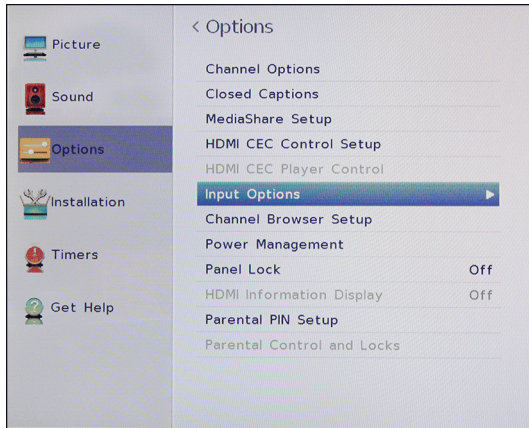 Options
Picture
Sound
Options
Installation
Timers
Get Help
Channel Options
Closed Captions
MediaShare Setup
HDMI CEC Control Setup
HDMI CEC Player Control
Input Options
Channel Browser Setup
Power Management
Panel Lock Off
HDMI Information Display Off
Parental PIN Setup
Parental Control and Locks